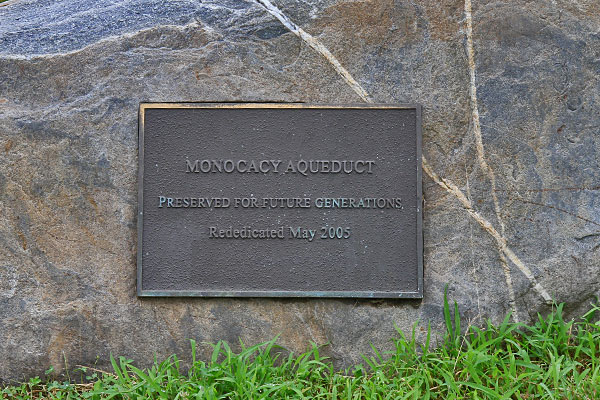 MONOCACY AQUEDUCT
PRESERVED FOR FUTURE GENERATIONS
Rededicated May 2005